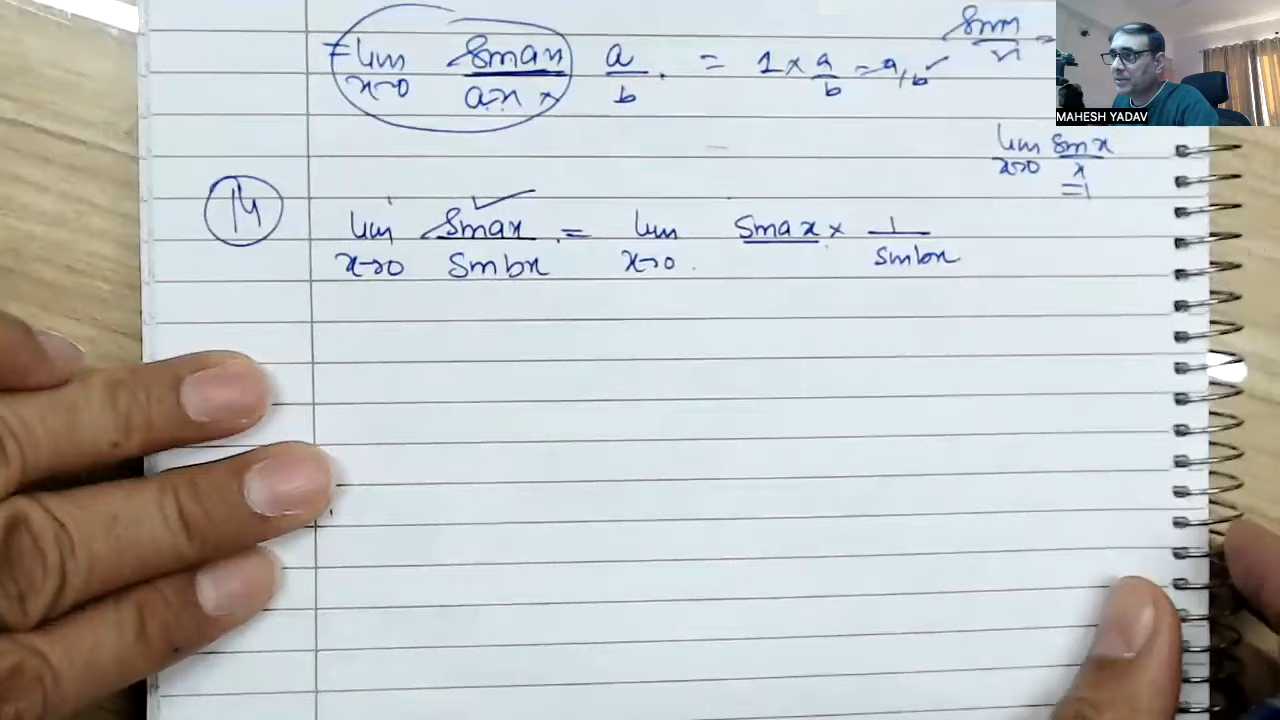 = lim x→0 sin ax / ax × a/b . = 1 × a/b = a/b ✓
MAHESH YADAV
lim x→0 sin x / x = 1
14 lim x→0 sin ax / sin bx = lim x→0 sin ax × 1 / sin bx